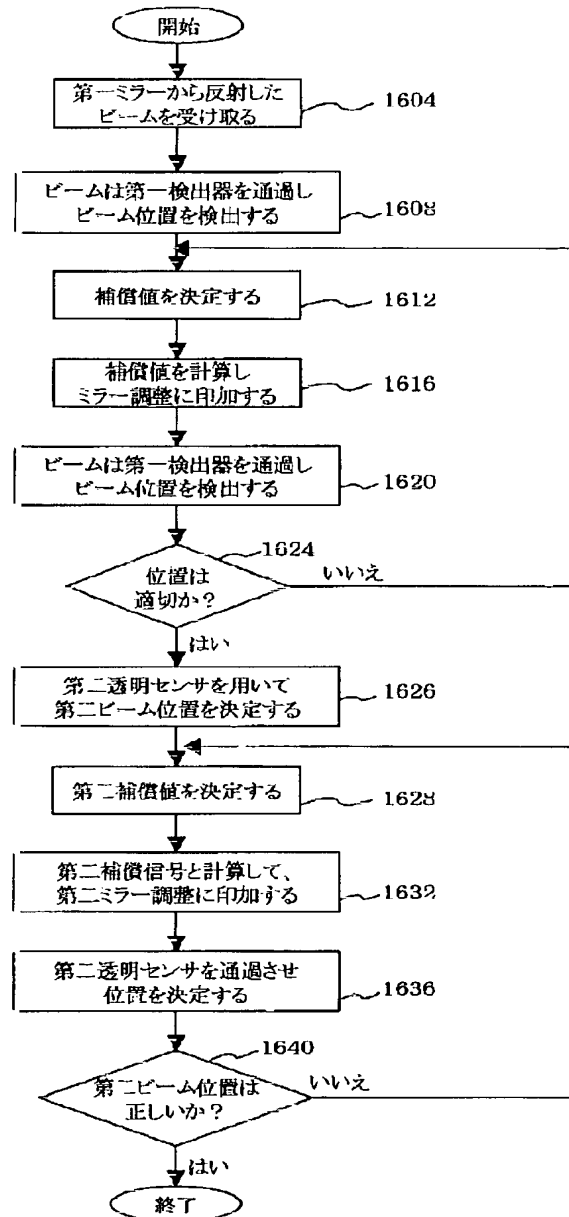 開始
第一ミラーから反射した
ビームを受け取る
1604
ビームは第一検出器を通過し
ビーム位置を検出する
1608
補償値を決定する
1612
補償値を計算し
ミラー調整に印加する
1616
ビームは第一検出器を通過し
ビーム位置を検出する
1620
1624
位置は
適切か?
いいえ
はい
第二透明センサを用いて
第二ビーム位置を決定する
1626
第二補償値を決定する
1628
第二補償信号と計算して、
第二ミラー調整に印加する
1632
第二透明センサを通過させ
位置を決定する
1636
1640
第二ビーム位置は
正しいか?
いいえ
はい
終了